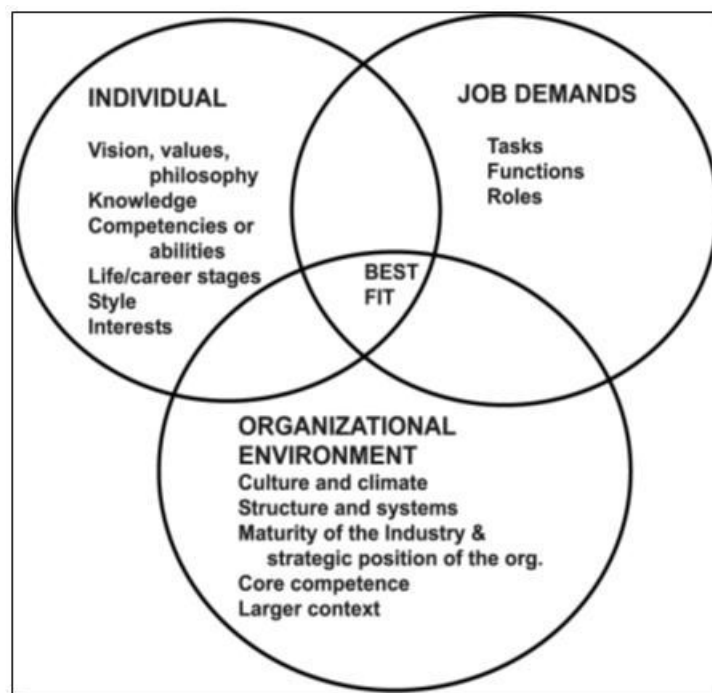 INDIVIDUAL
Vision, values,
philosophy
Knowledge
Competencies or
abilities
Life/career stages
Style
Interests
JOB DEMANDS
Tasks
Functions
Roles
BEST
FIT
ORGANIZATIONAL
ENVIRONMENT
Culture and climate
Structure and systems
Maturity of the Industry &
strategic position of the org.
Core competence
Larger context